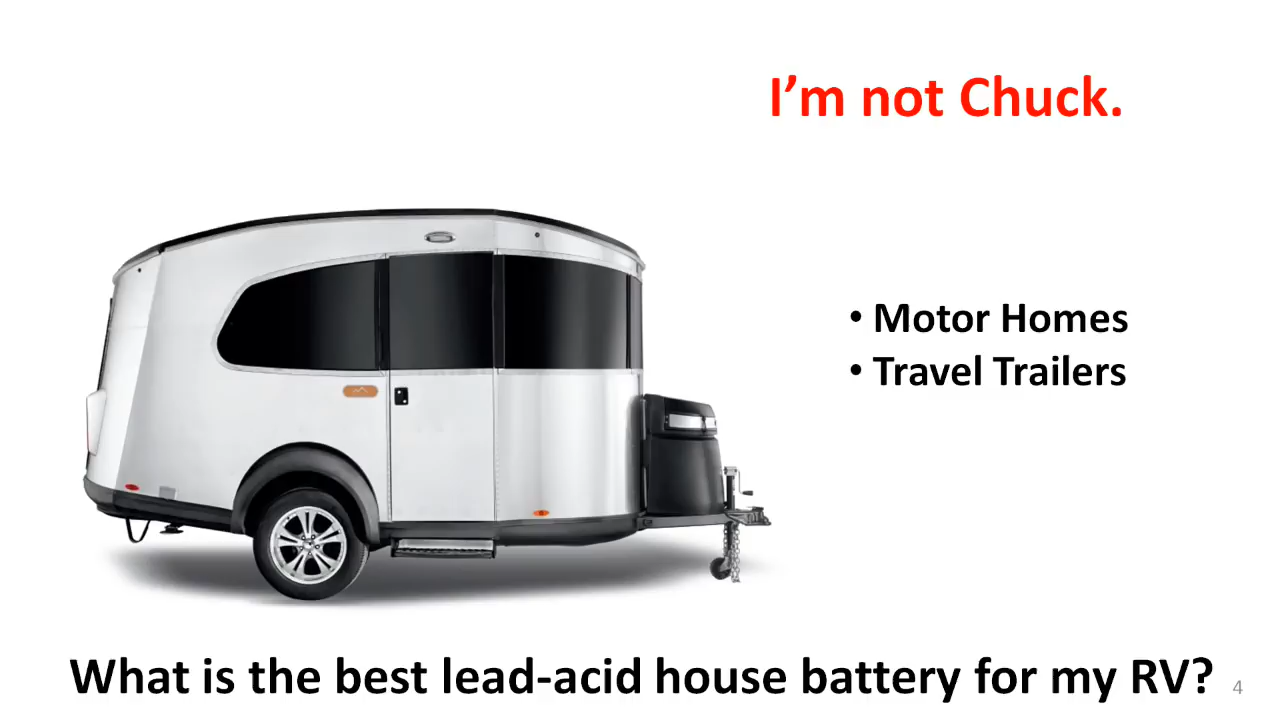 I’m not Chuck.
• Motor Homes
• Travel Trailers
What is the best lead-acid house battery for my RV?
4